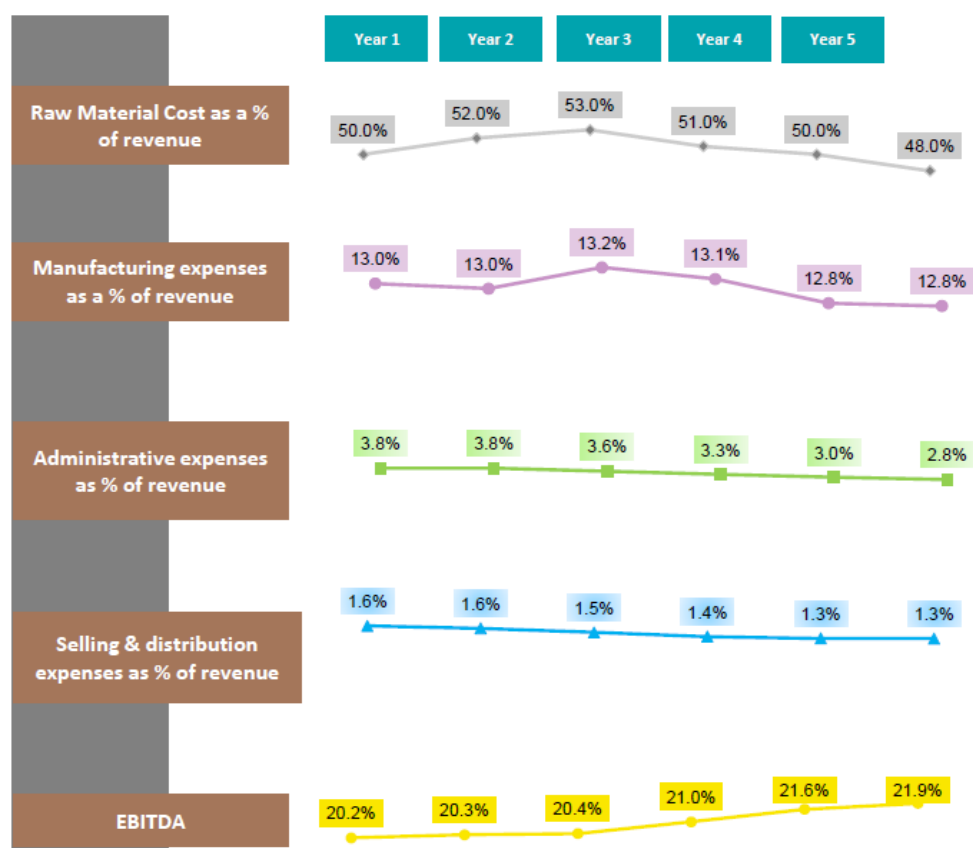 Year 1 Year 2 Year 3 Year 4 Year 5
Raw Material Cost as a %
of revenue
50.0% 52.0% 53.0% 51.0% 50.0% 48.0%
Manufacturing expenses
as a % of revenue
13.0% 13.0% 13.2% 13.1% 12.8% 12.8%
Administrative expenses
as % of revenue
3.8% 3.8% 3.6% 3.3% 3.0% 2.8%
Selling & distribution
expenses as % of revenue
1.6% 1.6% 1.5% 1.4% 1.3% 1.3%
EBITDA
20.2% 20.3% 20.4% 21.0% 21.6% 21.9%